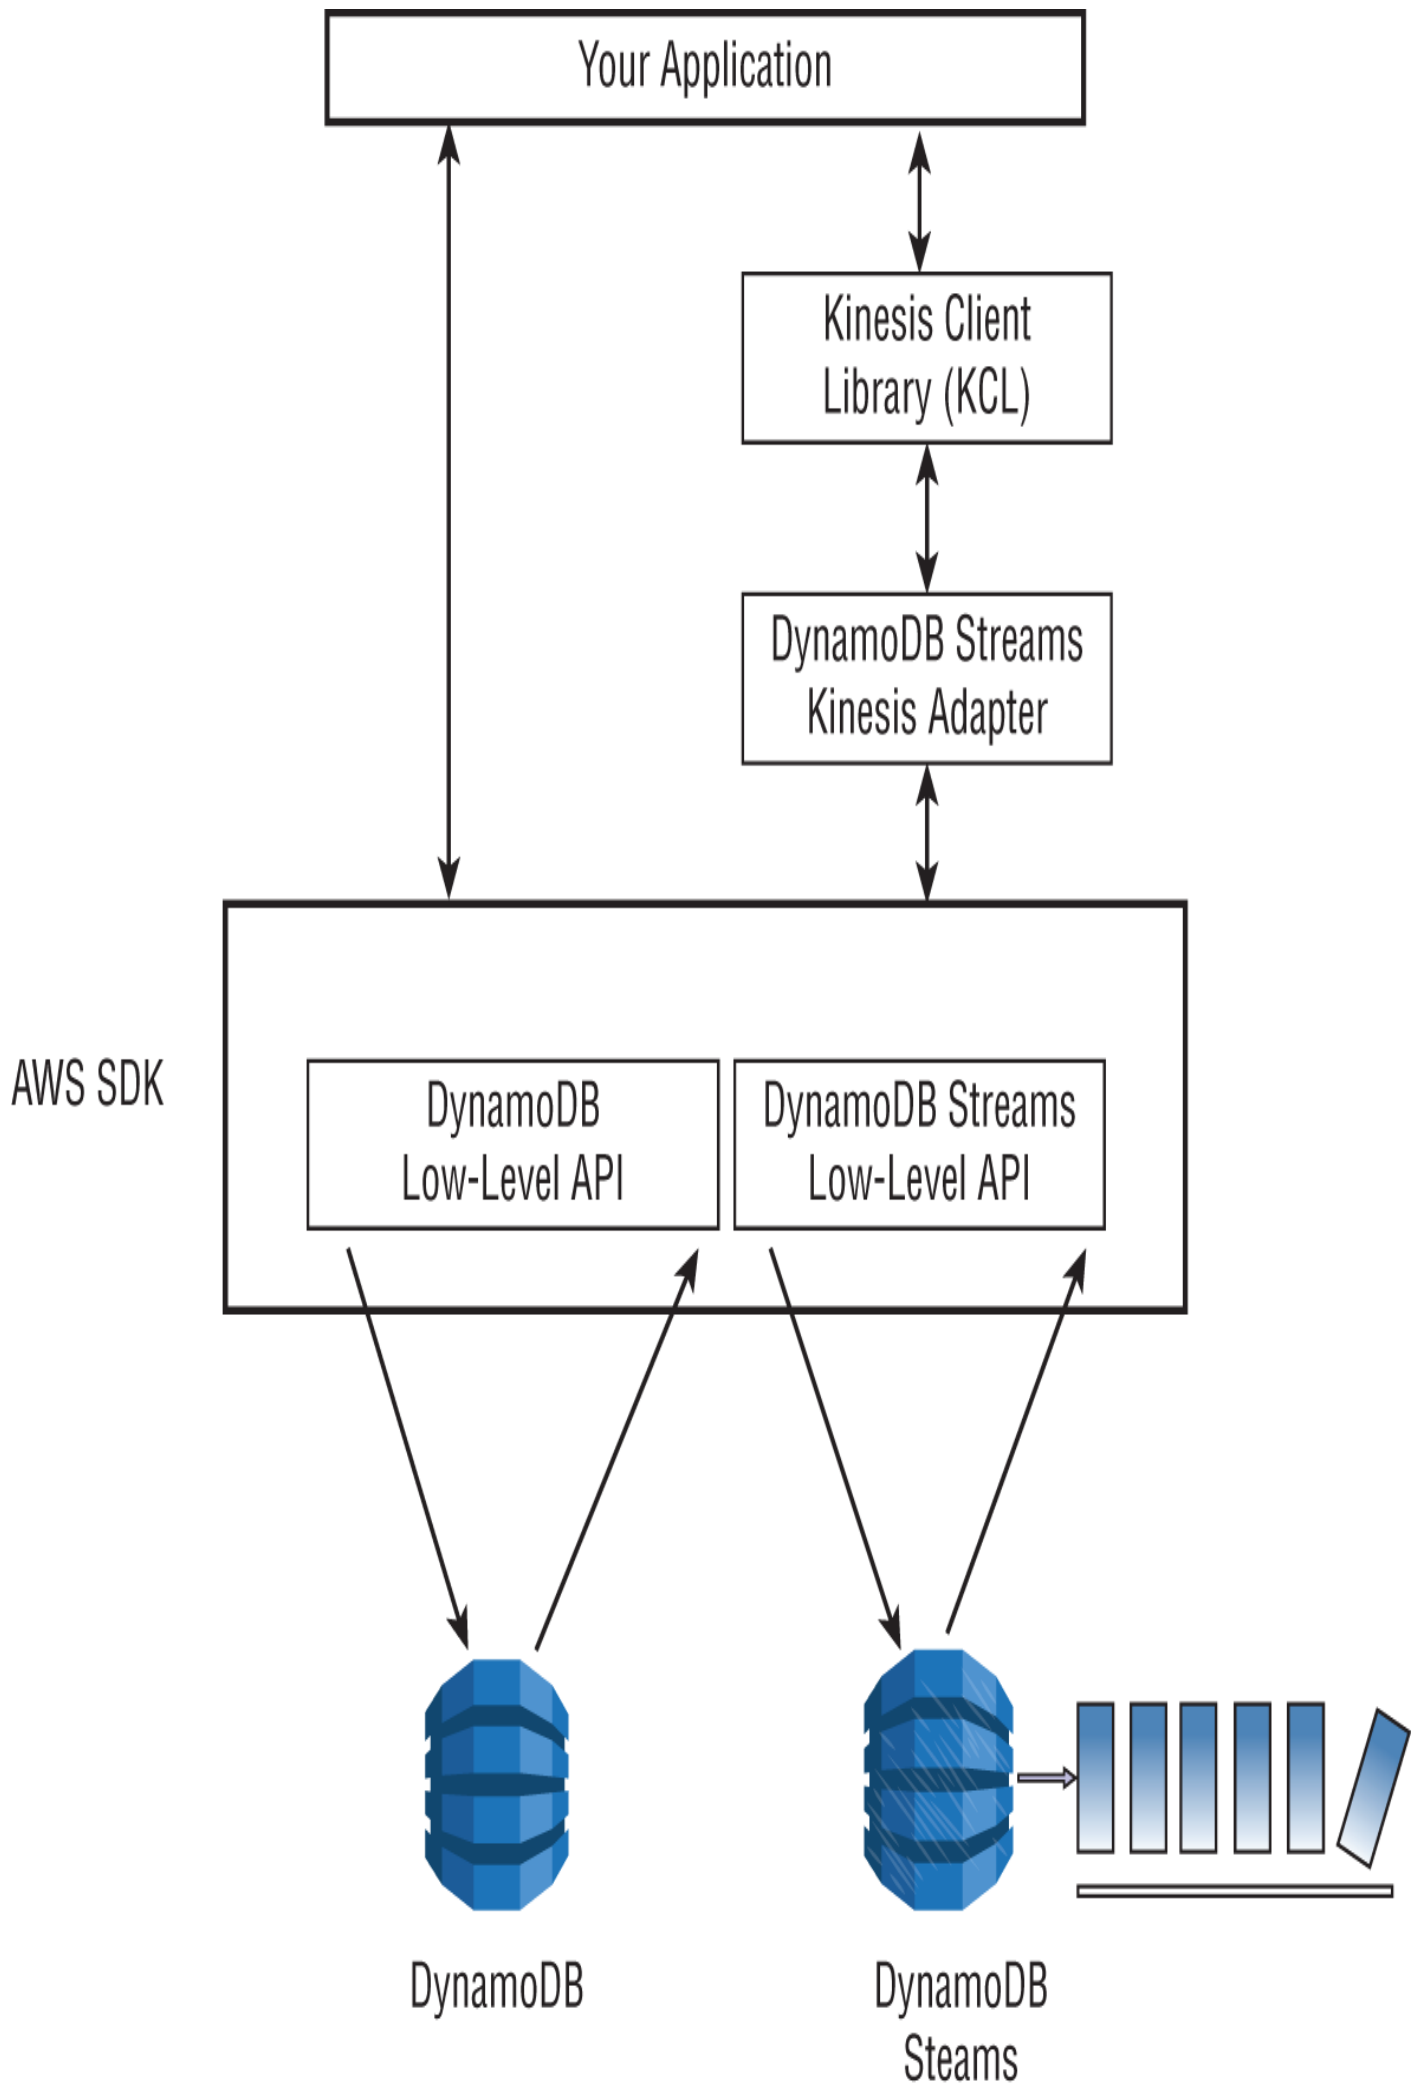 Your Application
Kinesis Client
Library (KCL)
DynamoDB Streams
Kinesis Adapter
AWS SDK
DynamoDB
Low-Level API
DynamoDB Streams
Low-Level API
DynamoDB
DynamoDB
Steams